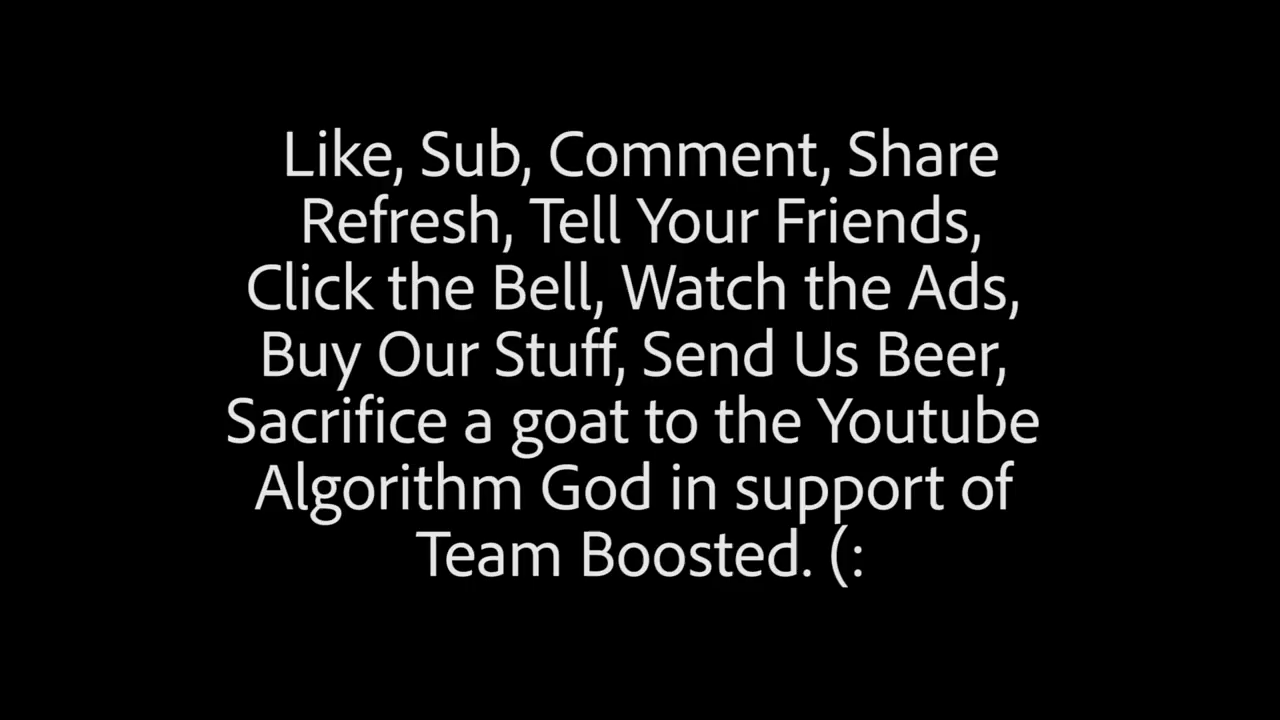 Like, Sub, Comment, Share
Refresh, Tell Your Friends,
Click the Bell, Watch the Ads,
Buy Our Stuff, Send Us Beer,
Sacrifice a goat to the Youtube
Algorithm God in support of
Team Boosted. (: